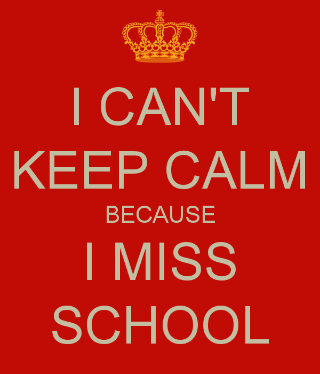 I CAN'T
KEEP CALM
BECAUSE
I MISS
SCHOOL